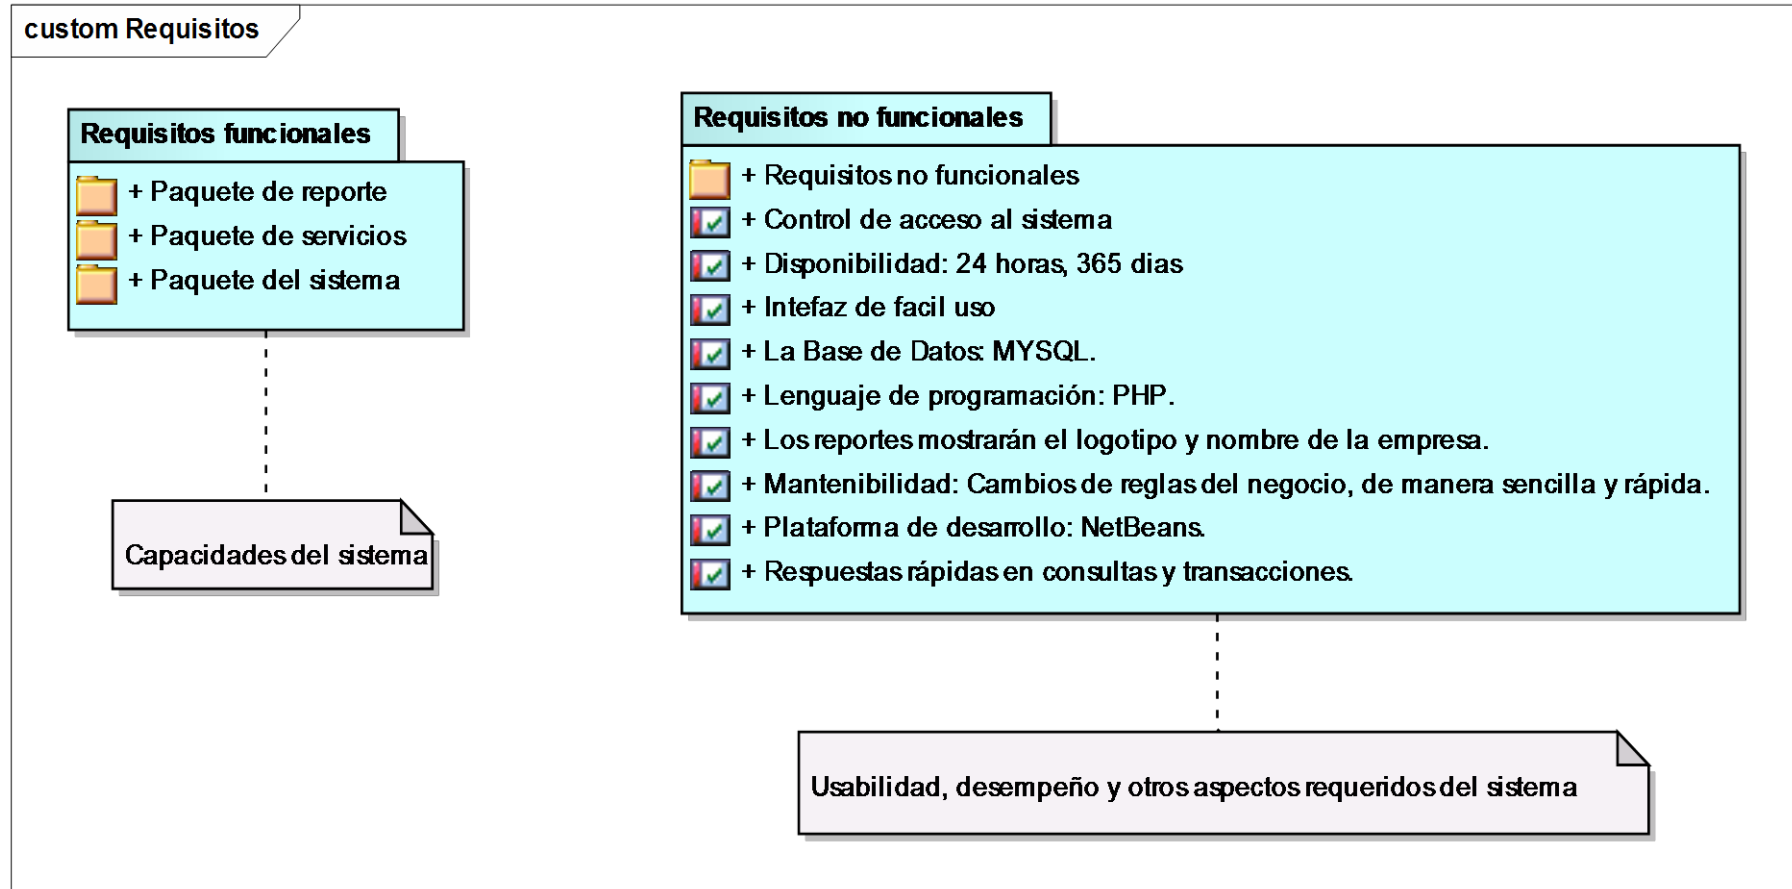 custom Requisitos
Requisitos funcionales
+ Paquete de reporte
+ Paquete de servicios
+ Paquete del sistema
Capacidades del sistema
Requisitos no funcionales
+ Requisitos no funcionales
+ Control de acceso al sistema
+ Disponibilidad: 24 horas, 365 dias
+ Intefaz de facil uso
+ La Base de Datos: MYSQL.
+ Lenguaje de programación: PHP.
+ Los reportes mostrarán el logotipo y nombre de la empresa.
+ Mantenibilidad: Cambios de reglas del negocio, de manera sencilla y rápida.
+ Plataforma de desarrollo: NetBeans.
+ Respuestas rápidas en consultas y transacciones.
Usabilidad, desempeño y otros aspectos requeridos del sistema